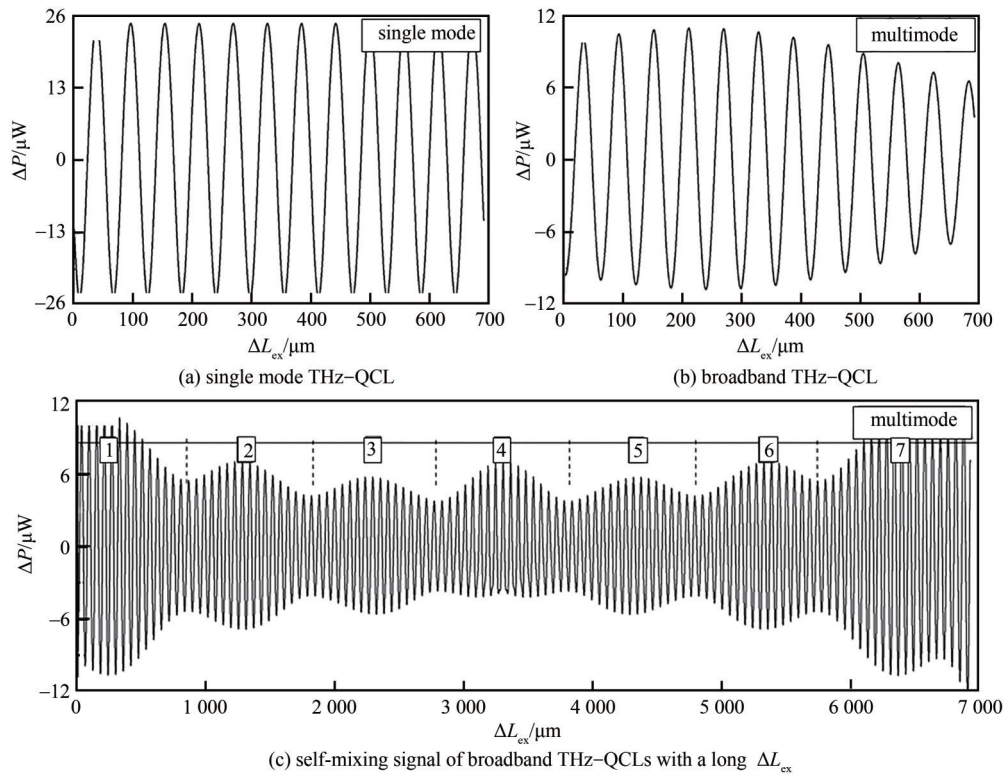 26
13
0
−13
−26
ΔP/μW
single mode
0 100 200 300 400 500 600 700
ΔL_ex/μm
(a) single mode THz−QCL
12
6
0
−6
−12
ΔP/μW
multimode
0 100 200 300 400 500 600 700
ΔL_ex/μm
(b) broadband THz−QCL
12
6
0
−6
−12
ΔP/μW
multimode
1 2 3 4 5 6 7
0 1 000 2 000 3 000 4 000 5 000 6 000 7 000
ΔL_ex/μm
(c) self-mixing signal of broadband THz−QCLs with a long ΔL_ex